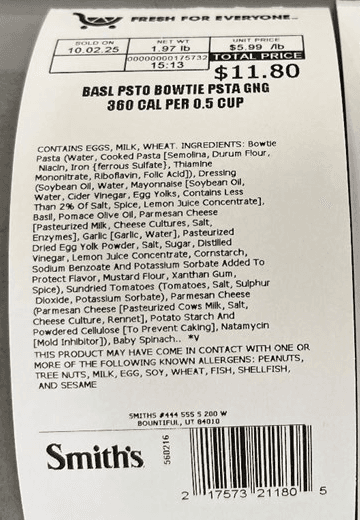 FRESH FOR EVERYONE™
SOLD ON NET WT UNIT PRICE
10.02.25 1.97 lb $5.99 /lb
00000000175732 TOTAL PRICE
15:13 $11.80
BASL PSTO BOWTIE PSTA GNG
360 CAL PER 0.5 CUP
CONTAINS EGGS, MILK, WHEAT. INGREDIENTS: Bowtie
Pasta (Water, Cooked Pasta [Semolina, Durum Flour,
Niacin, Iron {ferrous Sulfate}, Thiamine
Mononitrate, Riboflavin, Folic Acid]), Dressing
(Soybean Oil, Water, Mayonnaise [Soybean Oil,
Water, Cider Vinegar, Egg Yolks, Contains Less
Than 2% Of Salt, Spice, Lemon Juice Concentrate],
Basil, Pomace Olive Oil, Parmesan Cheese
[Pasteurized Milk, Cheese Cultures, Salt,
Enzymes], Garlic [Garlic, Water], Pasteurized
Dried Egg Yolk Powder, Salt, Sugar, Distilled
Vinegar, Lemon Juice Concentrate, Cornstarch,
Sodium Benzoate And Potassium Sorbate Added To
Protect Flavor, Mustard Flour, Xanthan Gum,
Spice), Sundried Tomatoes (Tomatoes, Salt, Sulphur
Dioxide, Potassium Sorbate), Parmesan Cheese
(Parmesan Cheese [Pasteurized Cows Milk, Salt,
Cheese Culture, Rennet], Potato Starch And
Powdered Cellulose [To Prevent Caking], Natamycin
[Mold Inhibitor]), Baby Spinach.. *V
THIS PRODUCT MAY HAVE COME IN CONTACT WITH ONE OR
MORE OF THE FOLLOWING KNOWN ALLERGENS: PEANUTS,
TREE NUTS, MILK, EGG, SOY, WHEAT, FISH, SHELLFISH,
AND SESAME
SMITHS #444 555 S 200 W
BOUNTIFUL, UT 84010
Smith's
560216
2 17573 21180 5